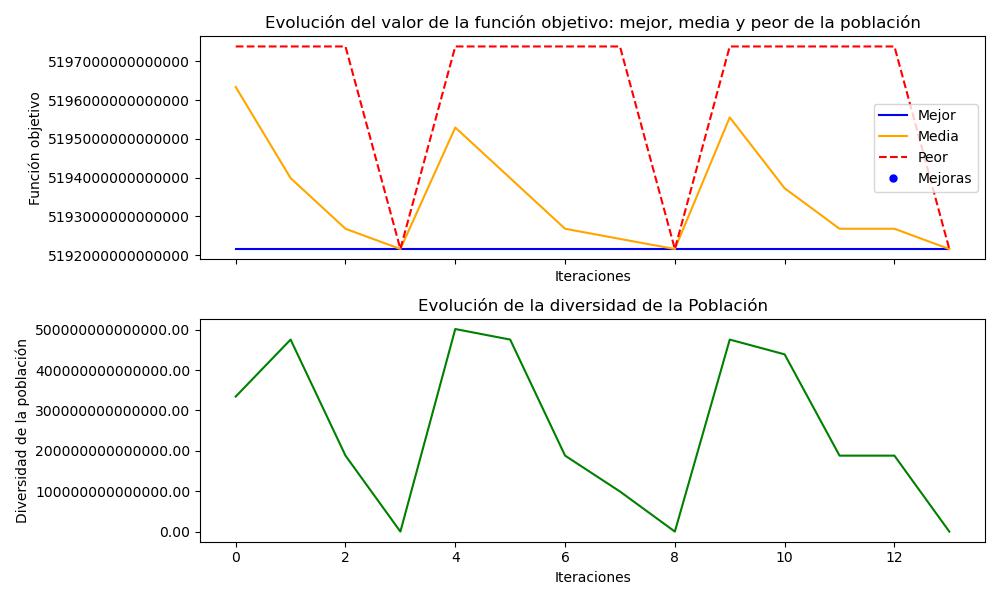 Evolución del valor de la función objetivo: mejor, media y peor de la población
5197000000000000
5196000000000000
5195000000000000
5194000000000000
5193000000000000
5192000000000000
Función objetivo
Mejor
Media
Peor
Mejoras
Iteraciones
Evolución de la diversidad de la Población
500000000000000.00
400000000000000.00
300000000000000.00
200000000000000.00
100000000000000.00
0.00
Diversidad de la población
0 2 4 6 8 10 12
Iteraciones